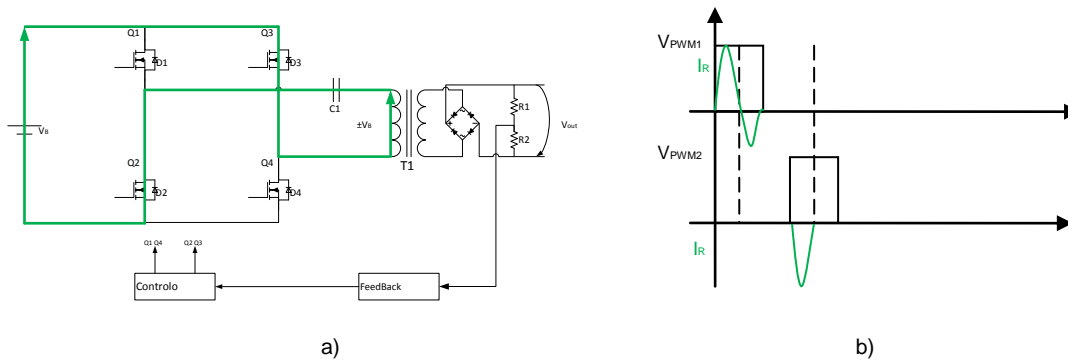 Q1
Q3
D1
D3
C1
R1
VB
±VB
Vout
R2
T1
Q2
Q4
D2
D4
Q1 Q4
Q2 Q3
Controlo
FeedBack
a)
VPWM1
IR
VPWM2
IR
b)